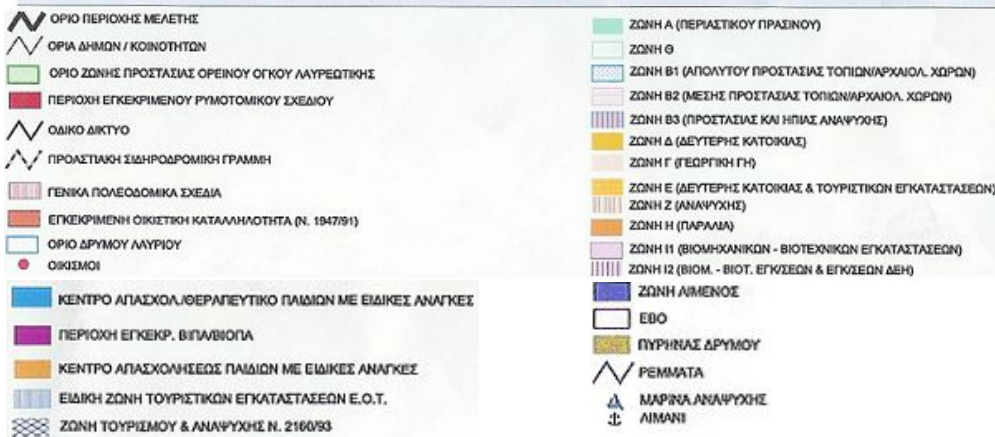 ΟΡΙΟ ΠΕΡΙΟΧΗΣ ΜΕΛΕΤΗΣ
ΟΡΙΑ ΔΗΜΩΝ / ΚΟΙΝΟΤΗΤΩΝ
ΟΡΙΟ ΖΩΝΗΣ ΠΡΟΣΤΑΣΙΑΣ ΟΡΕΙΝΟΥ ΟΓΚΟΥ ΛΑΥΡΕΩΤΙΚΗΣ
ΠΕΡΙΟΧΗ ΕΓΚΕΚΡΙΜΕΝΟΥ ΡΥΜΟΤΟΜΙΚΟΥ ΣΧΕΔΙΟΥ
ΟΔΙΚΟ ΔΙΚΤΥΟ
ΠΡΟΑΣΤΙΑΚΗ ΣΙΔΗΡΟΔΡΟΜΙΚΗ ΓΡΑΜΜΗ
ΓΕΝΙΚΑ ΠΟΛΕΟΔΟΜΙΚΑ ΣΧΕΔΙΑ
ΕΓΚΕΚΡΙΜΕΝΗ ΟΙΚΙΣΤΙΚΗ ΚΑΤΑΛΛΗΛΟΤΗΤΑ (Ν. 1947/91)
ΟΡΙΟ ΔΡΥΜΟΥ ΛΑΥΡΙΟΥ
ΟΙΚΙΣΜΟΙ
ΚΕΝΤΡΟ ΑΠΑΣΧΟΛ./ΘΕΡΑΠΕΥΤΙΚΟ ΠΑΙΔΙΩΝ ΜΕ ΕΙΔΙΚΕΣ ΑΝΑΓΚΕΣ
ΠΕΡΙΟΧΗ ΕΓΚΕΚΡ. ΒΙΠΑ/ΒΙΟΠΑ
ΚΕΝΤΡΟ ΑΠΑΣΧΟΛΗΣΕΩΣ ΠΑΙΔΙΩΝ ΜΕ ΕΙΔΙΚΕΣ ΑΝΑΓΚΕΣ
ΕΙΔΙΚΗ ΖΩΝΗ ΤΟΥΡΙΣΤΙΚΩΝ ΕΓΚΑΤΑΣΤΑΣΕΩΝ Ε.Ο.Τ.
ΖΩΝΗ ΤΟΥΡΙΣΜΟΥ & ΑΝΑΨΥΧΗΣ Ν. 2160/93
ΖΩΝΗ Α (ΠΕΡΙΑΣΤΙΚΟΥ ΠΡΑΣΙΝΟΥ)
ΖΩΝΗ Θ
ΖΩΝΗ Β1 (ΑΠΟΛΥΤΟΥ ΠΡΟΣΤΑΣΙΑΣ ΤΟΠΙΩΝ/ΑΡΧΑΙΟΛ. ΧΩΡΩΝ)
ΖΩΝΗ Β2 (ΜΕΣΗΣ ΠΡΟΣΤΑΣΙΑΣ ΤΟΠΙΩΝ/ΑΡΧΑΙΟΛ. ΧΩΡΩΝ)
ΖΩΝΗ Β3 (ΠΡΟΣΤΑΣΙΑΣ ΚΑΙ ΗΠΙΑΣ ΑΝΑΨΥΧΗΣ)
ΖΩΝΗ Δ (ΔΕΥΤΕΡΗΣ ΚΑΤΟΙΚΙΑΣ)
ΖΩΝΗ Γ (ΓΕΩΡΓΙΚΗ ΓΗ)
ΖΩΝΗ Ε (ΔΕΥΤΕΡΗΣ ΚΑΤΟΙΚΙΑΣ & ΤΟΥΡΙΣΤΙΚΩΝ ΕΓΚΑΤΑΣΤΑΣΕΩΝ)
ΖΩΝΗ Ζ (ΑΝΑΨΥΧΗΣ)
ΖΩΝΗ Η (ΠΑΡΑΛΙΑ)
ΖΩΝΗ Ι1 (ΒΙΟΜΗΧΑΝΙΚΩΝ - ΒΙΟΤΕΧΝΙΚΩΝ ΕΓΚΑΤΑΣΤΑΣΕΩΝ)
ΖΩΝΗ Ι2 (ΒΙΟΜ. - ΒΙΟΤ. ΕΓΚ/ΣΕΩΝ & ΕΓΚ/ΣΕΩΝ ΔΕΗ)
ΖΩΝΗ ΛΙΜΕΝΟΣ
ΕΒΟ
ΠΥΡΗΝΑΣ ΔΡΥΜΟΥ
ΡΕΜΜΑΤΑ
ΜΑΡΙΝΑ ΑΝΑΨΥΧΗΣ
ΛΙΜΑΝΙ